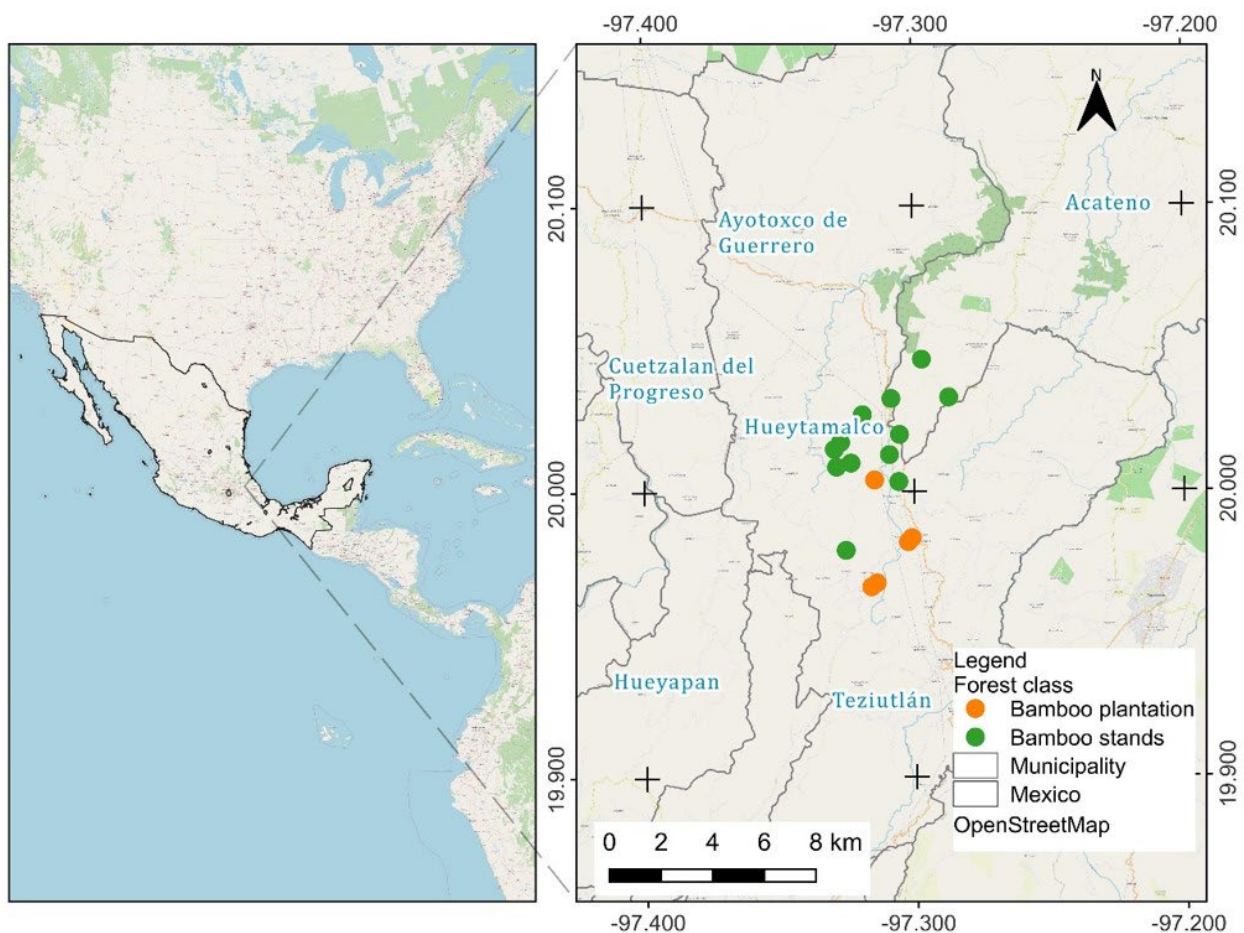 -97.400
-97.300
-97.200
N
20.100
20.100
Acateno
Ayotoxco de
Guerrero
Cuetzalan del
Progreso
Hueytamalco
20.000
20.000
Hueyapan
Teziutlán
19.900
19.900
Legend
Forest class
Bamboo plantation
Bamboo stands
Municipality
Mexico
OpenStreetMap
0 2 4 6 8 km
-97.400
-97.300
-97.200